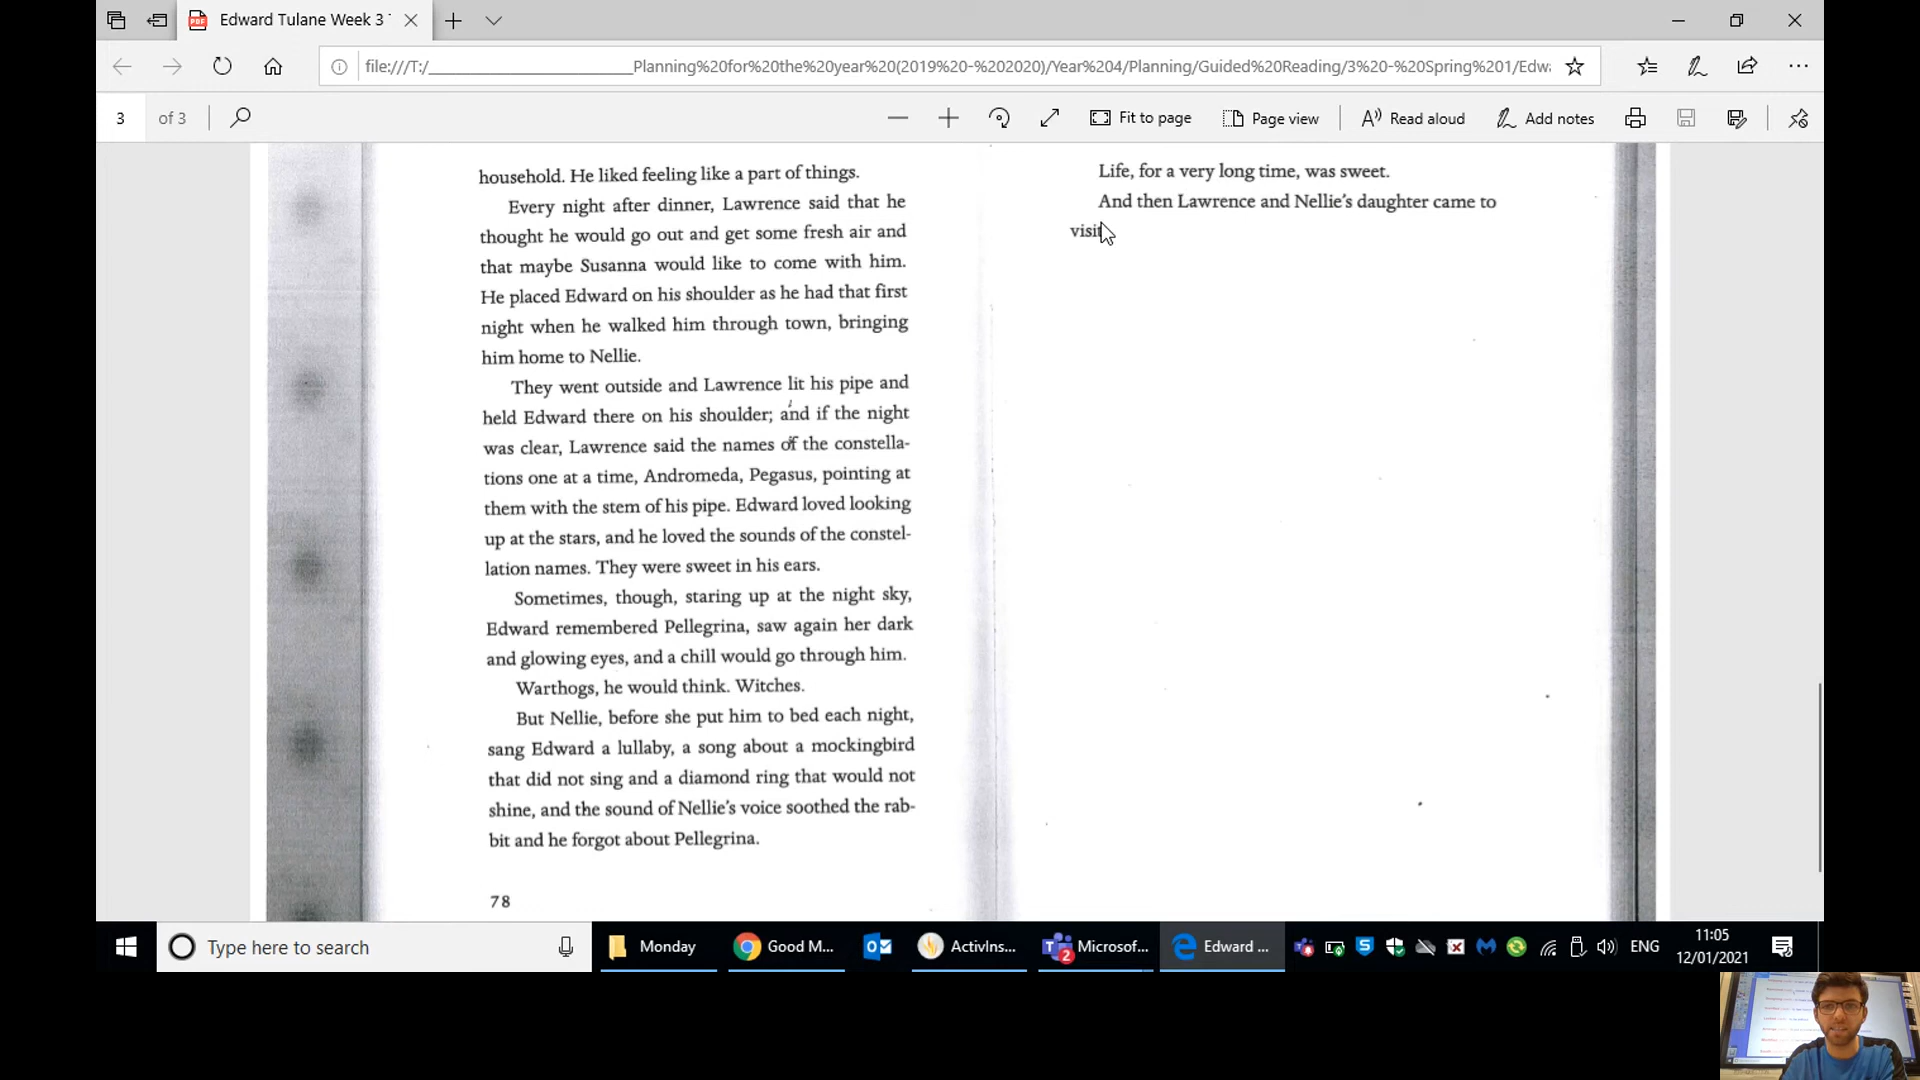 Edward Tulane Week 3
file:///T:/____________________________Planning%20for%20the%20year%20(2019%20-%202020)/Year%204/Planning/Guided%20Reading/3%20-%20Spring%201/Edwa
3 of 3
Fit to page
Page view
Read aloud
Add notes
household. He liked feeling like a part of things.
Every night after dinner, Lawrence said that he
thought he would go out and get some fresh air and
that maybe Susanna would like to come with him.
He placed Edward on his shoulder as he had that first
night when he walked him through town, bringing
him home to Nellie.
They went outside and Lawrence lit his pipe and
held Edward there on his shoulder; and if the night
was clear, Lawrence said the names of the constella-
tions one at a time, Andromeda, Pegasus, pointing at
them with the stem of his pipe. Edward loved looking
up at the stars, and he loved the sounds of the constel-
lation names. They were sweet in his ears.
Sometimes, though, staring up at the night sky,
Edward remembered Pellegrina, saw again her dark
and glowing eyes, and a chill would go through him.
Warthogs, he would think. Witches.
But Nellie, before she put him to bed each night,
sang Edward a lullaby, a song about a mockingbird
that did not sing and a diamond ring that would not
shine, and the sound of Nellie's voice soothed the rab-
bit and he forgot about Pellegrina.
78
Life, for a very long time, was sweet.
And then Lawrence and Nellie's daughter came to
visit
Type here to search
Monday
Good M...
ActivIns...
Microsof...
2
Edward ...
ENG
11:05
12/01/2021